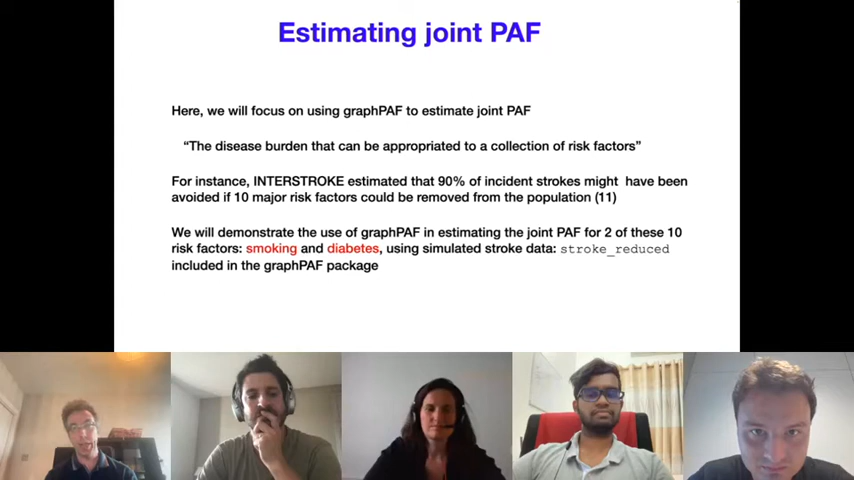 Estimating joint PAF
Here, we will focus on using graphPAF to estimate joint PAF
“The disease burden that can be appropriated to a collection of risk factors”
For instance, INTERSTROKE estimated that 90% of incident strokes might have been
avoided if 10 major risk factors could be removed from the population (11)
We will demonstrate the use of graphPAF in estimating the joint PAF for 2 of these 10
risk factors: smoking and diabetes, using simulated stroke data: stroke_reduced
included in the graphPAF package